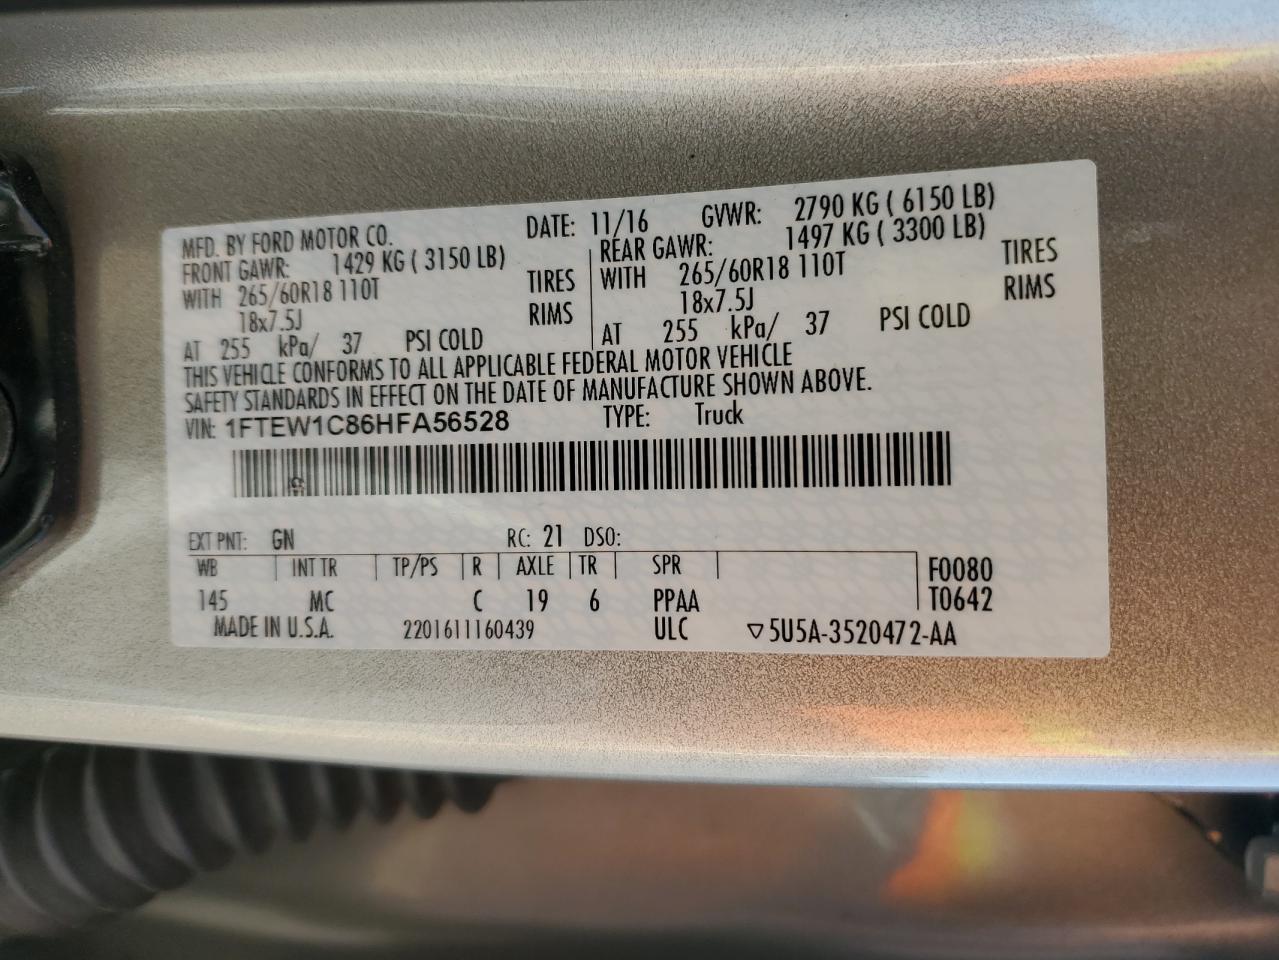 MFD. BY FORD MOTOR CO. DATE: 11/16 GVWR: 2790 KG ( 6150 LB)
FRONT GAWR: 1429 KG ( 3150 LB) REAR GAWR: 1497 KG ( 3300 LB)
WITH 265/60R18 110T TIRES WITH 265/60R18 110T TIRES
18x7.5J RIMS 18x7.5J RIMS
AT 255 kPa/ 37 PSI COLD AT 255 kPa/ 37 PSI COLD
THIS VEHICLE CONFORMS TO ALL APPLICABLE FEDERAL MOTOR VEHICLE
SAFETY STANDARDS IN EFFECT ON THE DATE OF MANUFACTURE SHOWN ABOVE.
VIN: 1FTEW1C86HFA56528 TYPE: Truck
EXT PNT: GN RC: 21 DSO:
WB INT TR TP/PS R AXLE TR SPR F0080
145 MC C 19 6 PPAA T0642
MADE IN U.S.A. 2201611160439 ULC ▽5U5A-3520472-AA